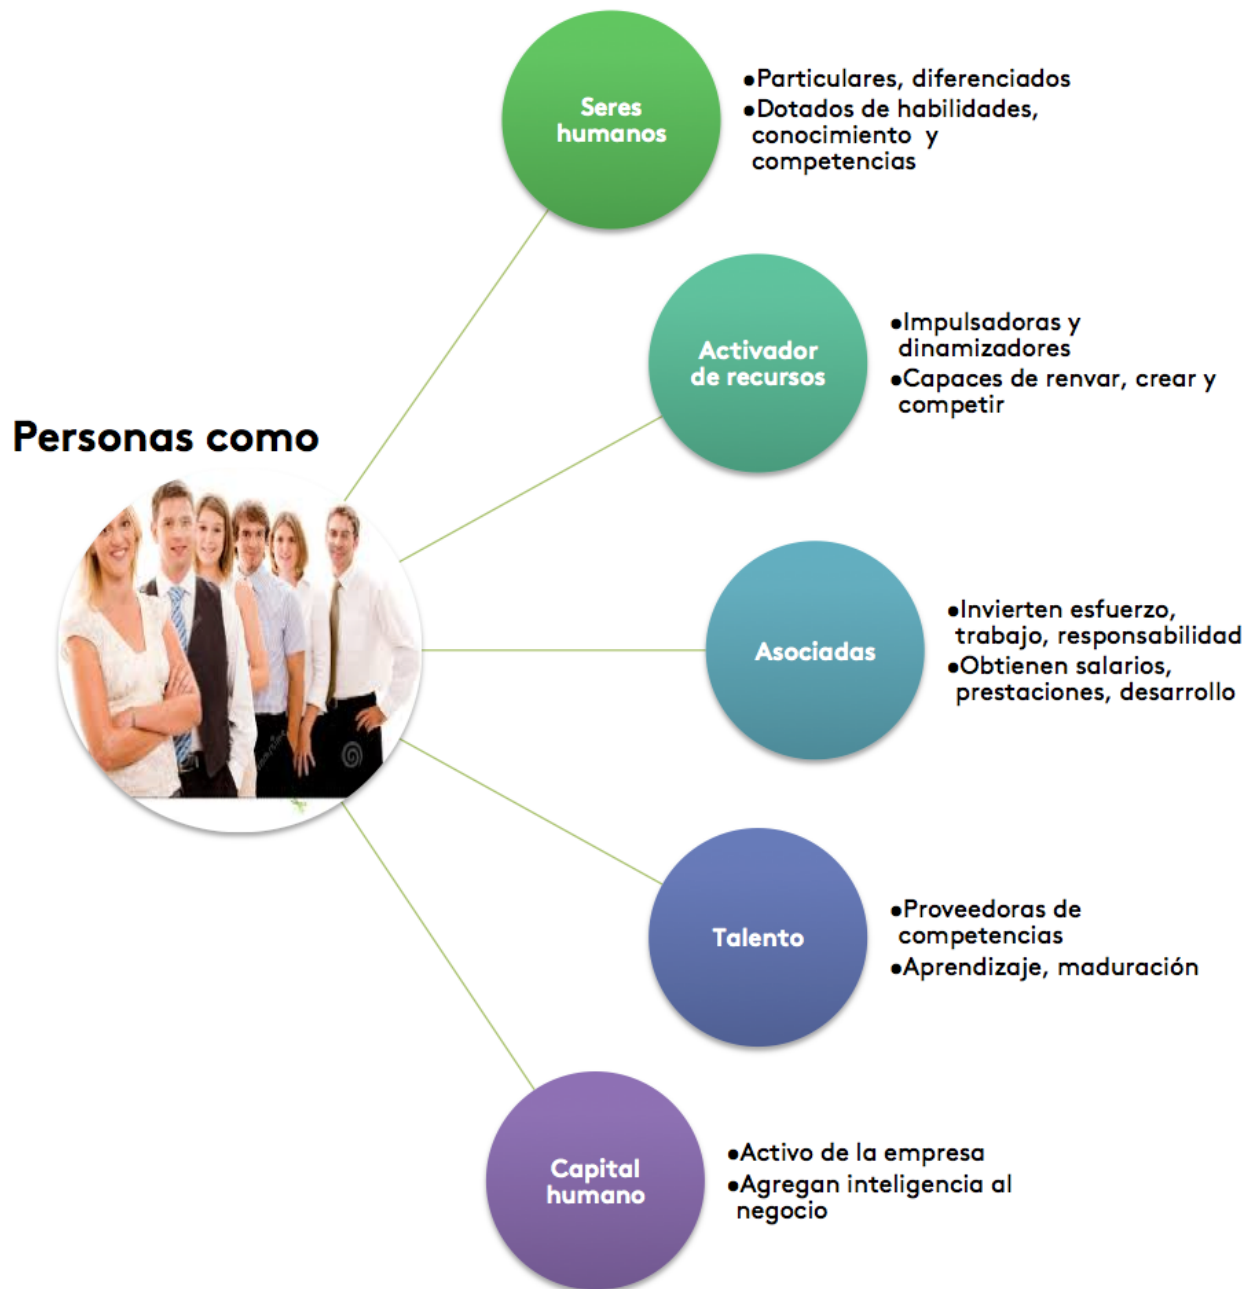 Personas como
Seres
humanos
•Particulares, diferenciados
•Dotados de habilidades,
conocimiento y
competencias
Activador
de recursos
•Impulsadoras y
dinamizadores
•Capaces de renvar, crear y
competir
Asociadas
•Invierten esfuerzo,
trabajo, responsabilidad
•Obtienen salarios,
prestaciones, desarrollo
Talento
•Proveedoras de
competencias
•Aprendizaje, maduración
Capital
humano
•Activo de la empresa
•Agregan inteligencia al
negocio